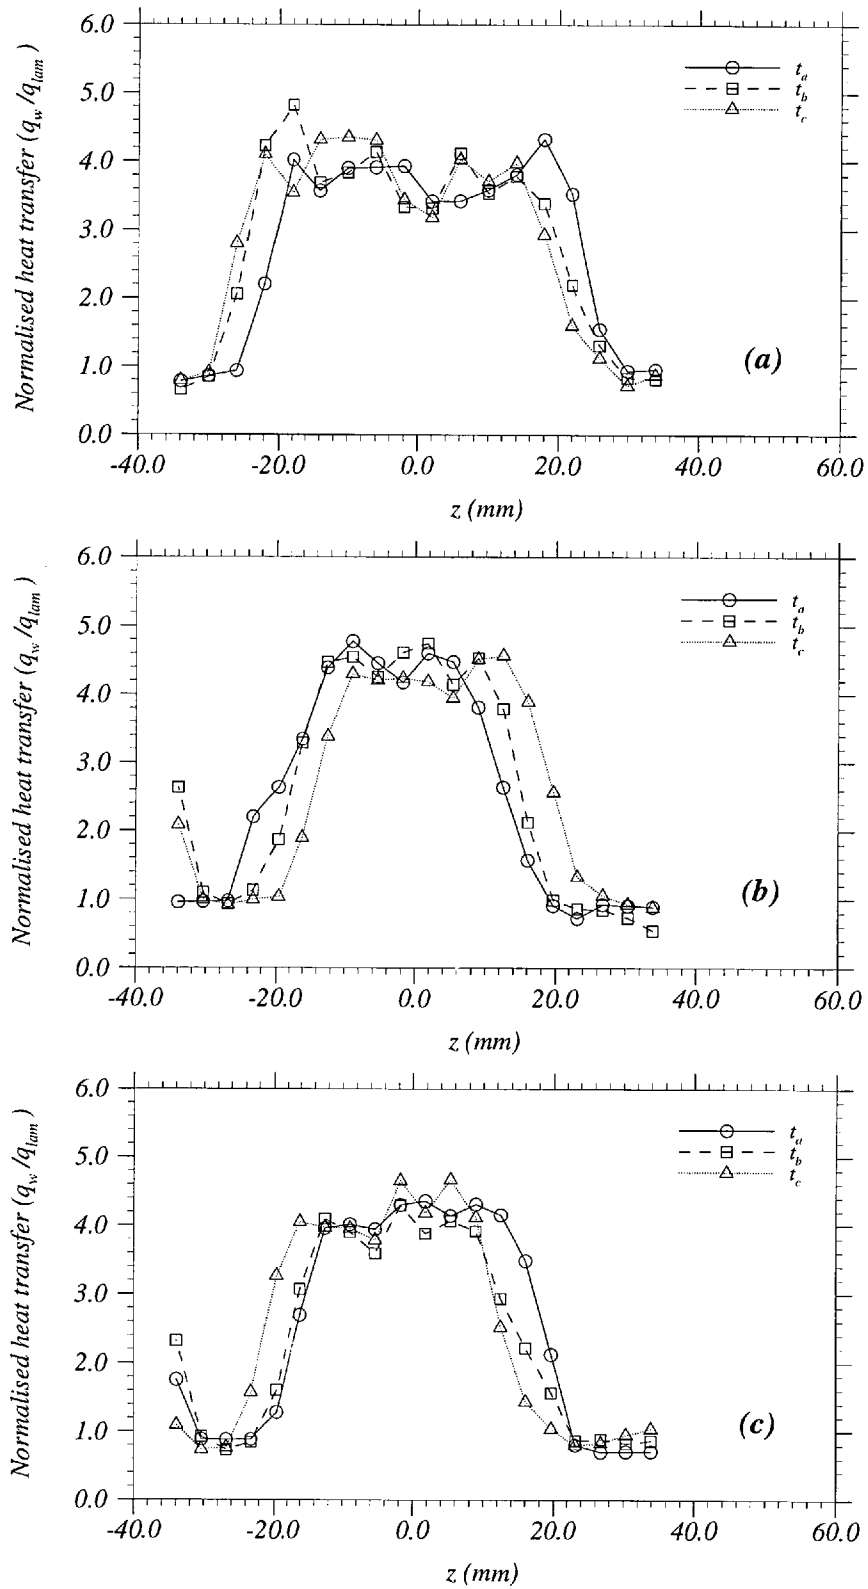 6.0
5.0
4.0
3.0
2.0
1.0
0.0
Normalised heat transfer (q_w/q_lam)
t_a
t_b
t_c
(a)
-40.0 -20.0 0.0 20.0 40.0 60.0
z (mm)
6.0
5.0
4.0
3.0
2.0
1.0
0.0
Normalised heat transfer (q_w/q_lam)
t_a
t_b
t_c
(b)
-40.0 -20.0 0.0 20.0 40.0 60.0
z (mm)
6.0
5.0
4.0
3.0
2.0
1.0
0.0
Normalised heat transfer (q_w/q_lam)
t_a
t_b
t_c
(c)
-40.0 -20.0 0.0 20.0 40.0 60.0
z (mm)